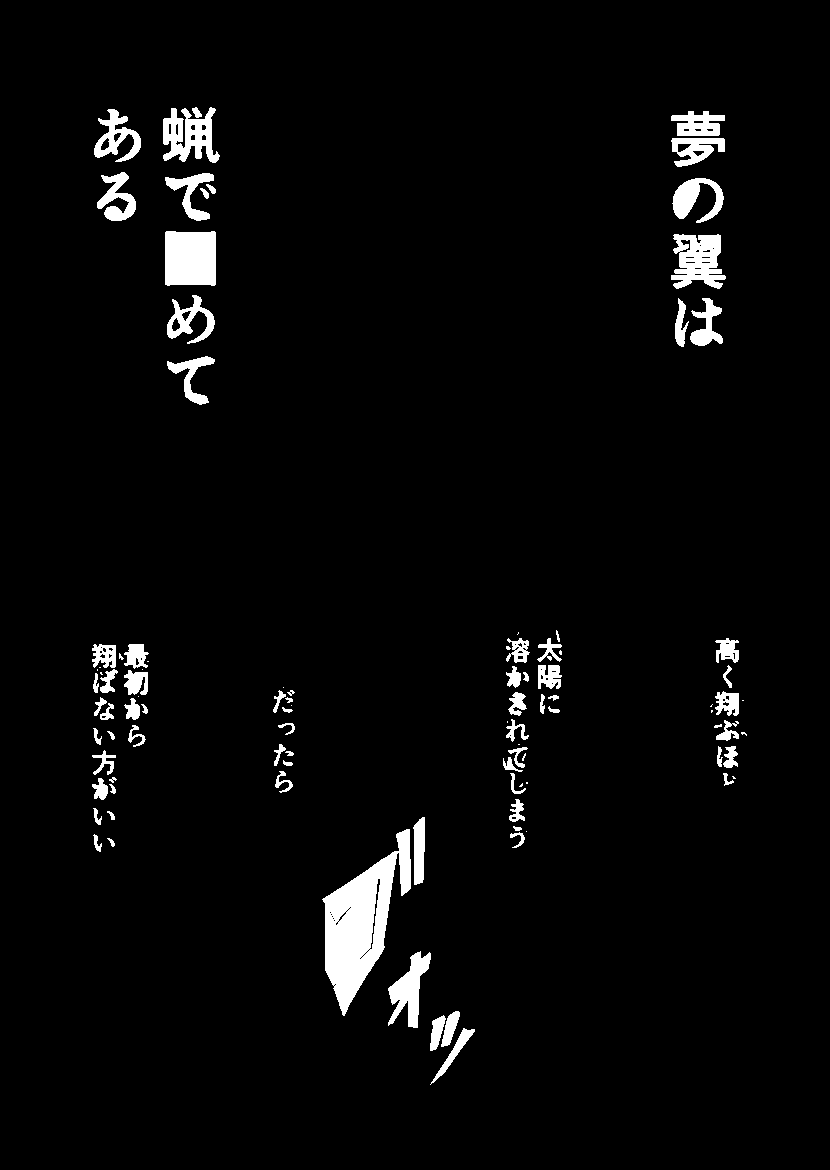 夢の翼は
蝋で■めて
ある
高く翔ぶほど
太陽に
溶かされてしまう
だったら
最初から
翔ばない方がいい
ブオッ